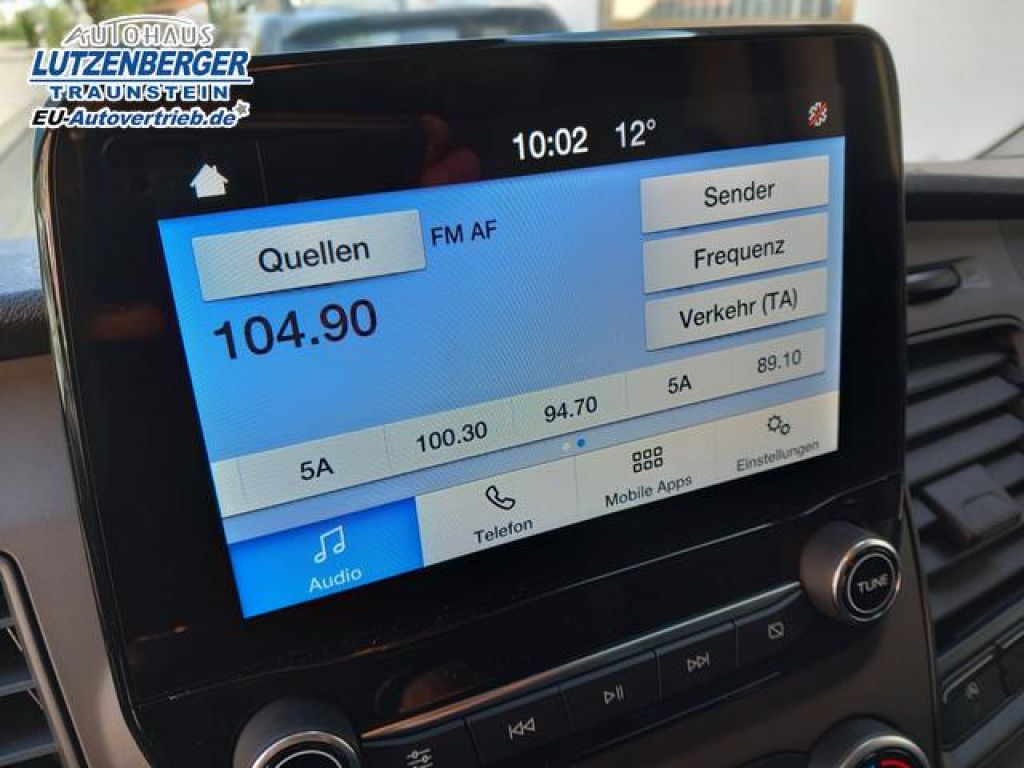 AUTOHAUS
LUTZENBERGER
TRAUNSTEIN
EU-Autovertrieb.de
10:02 12°
Quellen
FM AF
Sender
104.90
Frequenz
Verkehr (TA)
5A 100.30 94.70 5A 89.10
Audio
Telefon
Mobile Apps
Einstellungen
TUNE